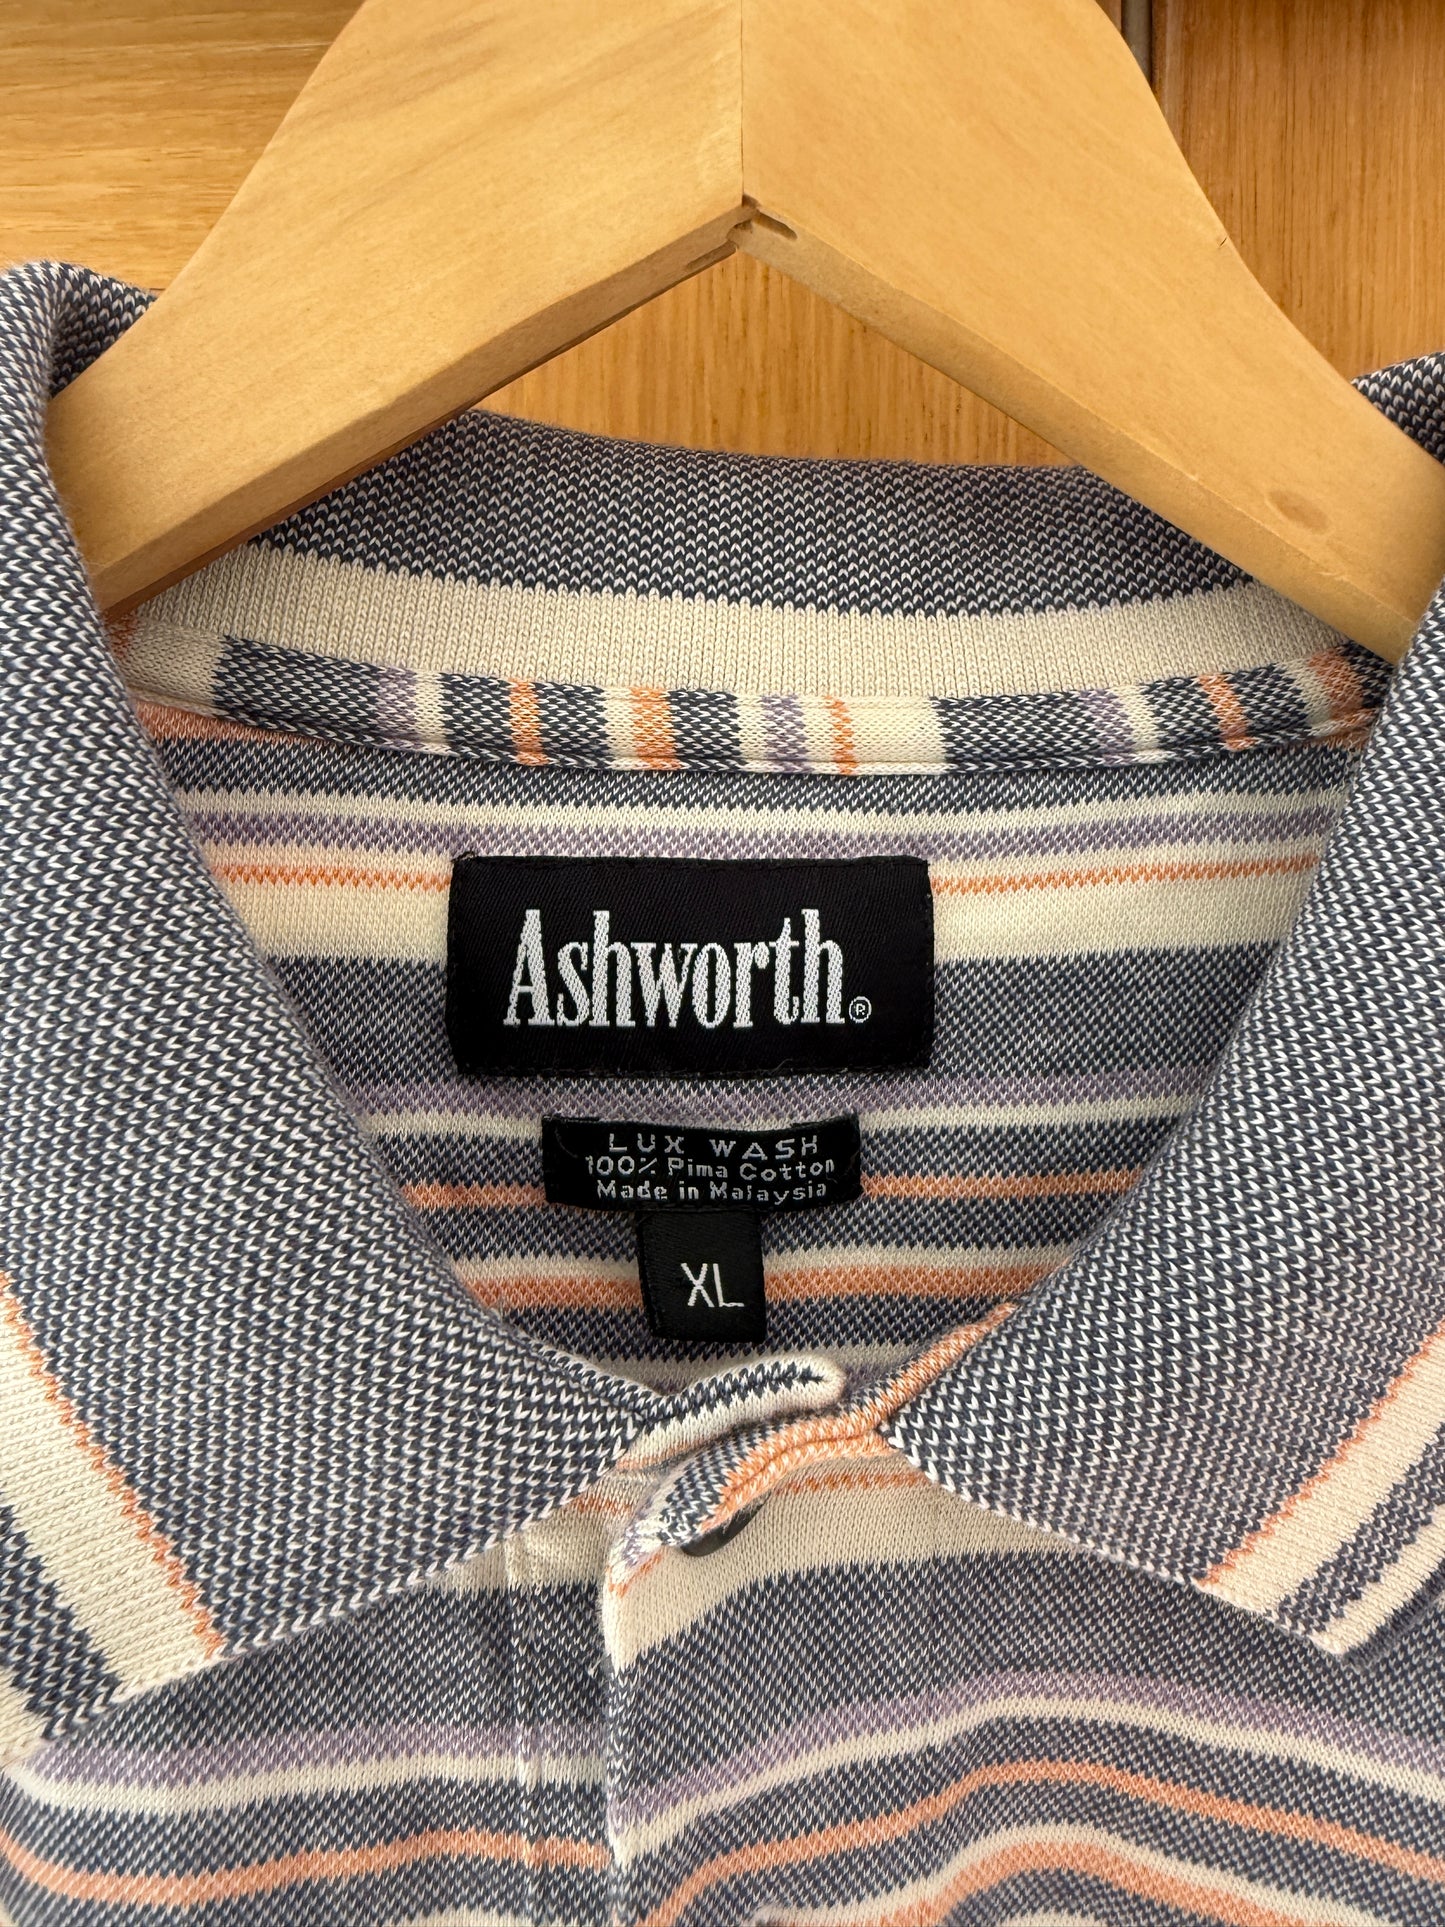 Ashworth®
LUX WASH
100% Pima Cotton
Made in Malaysia
XL